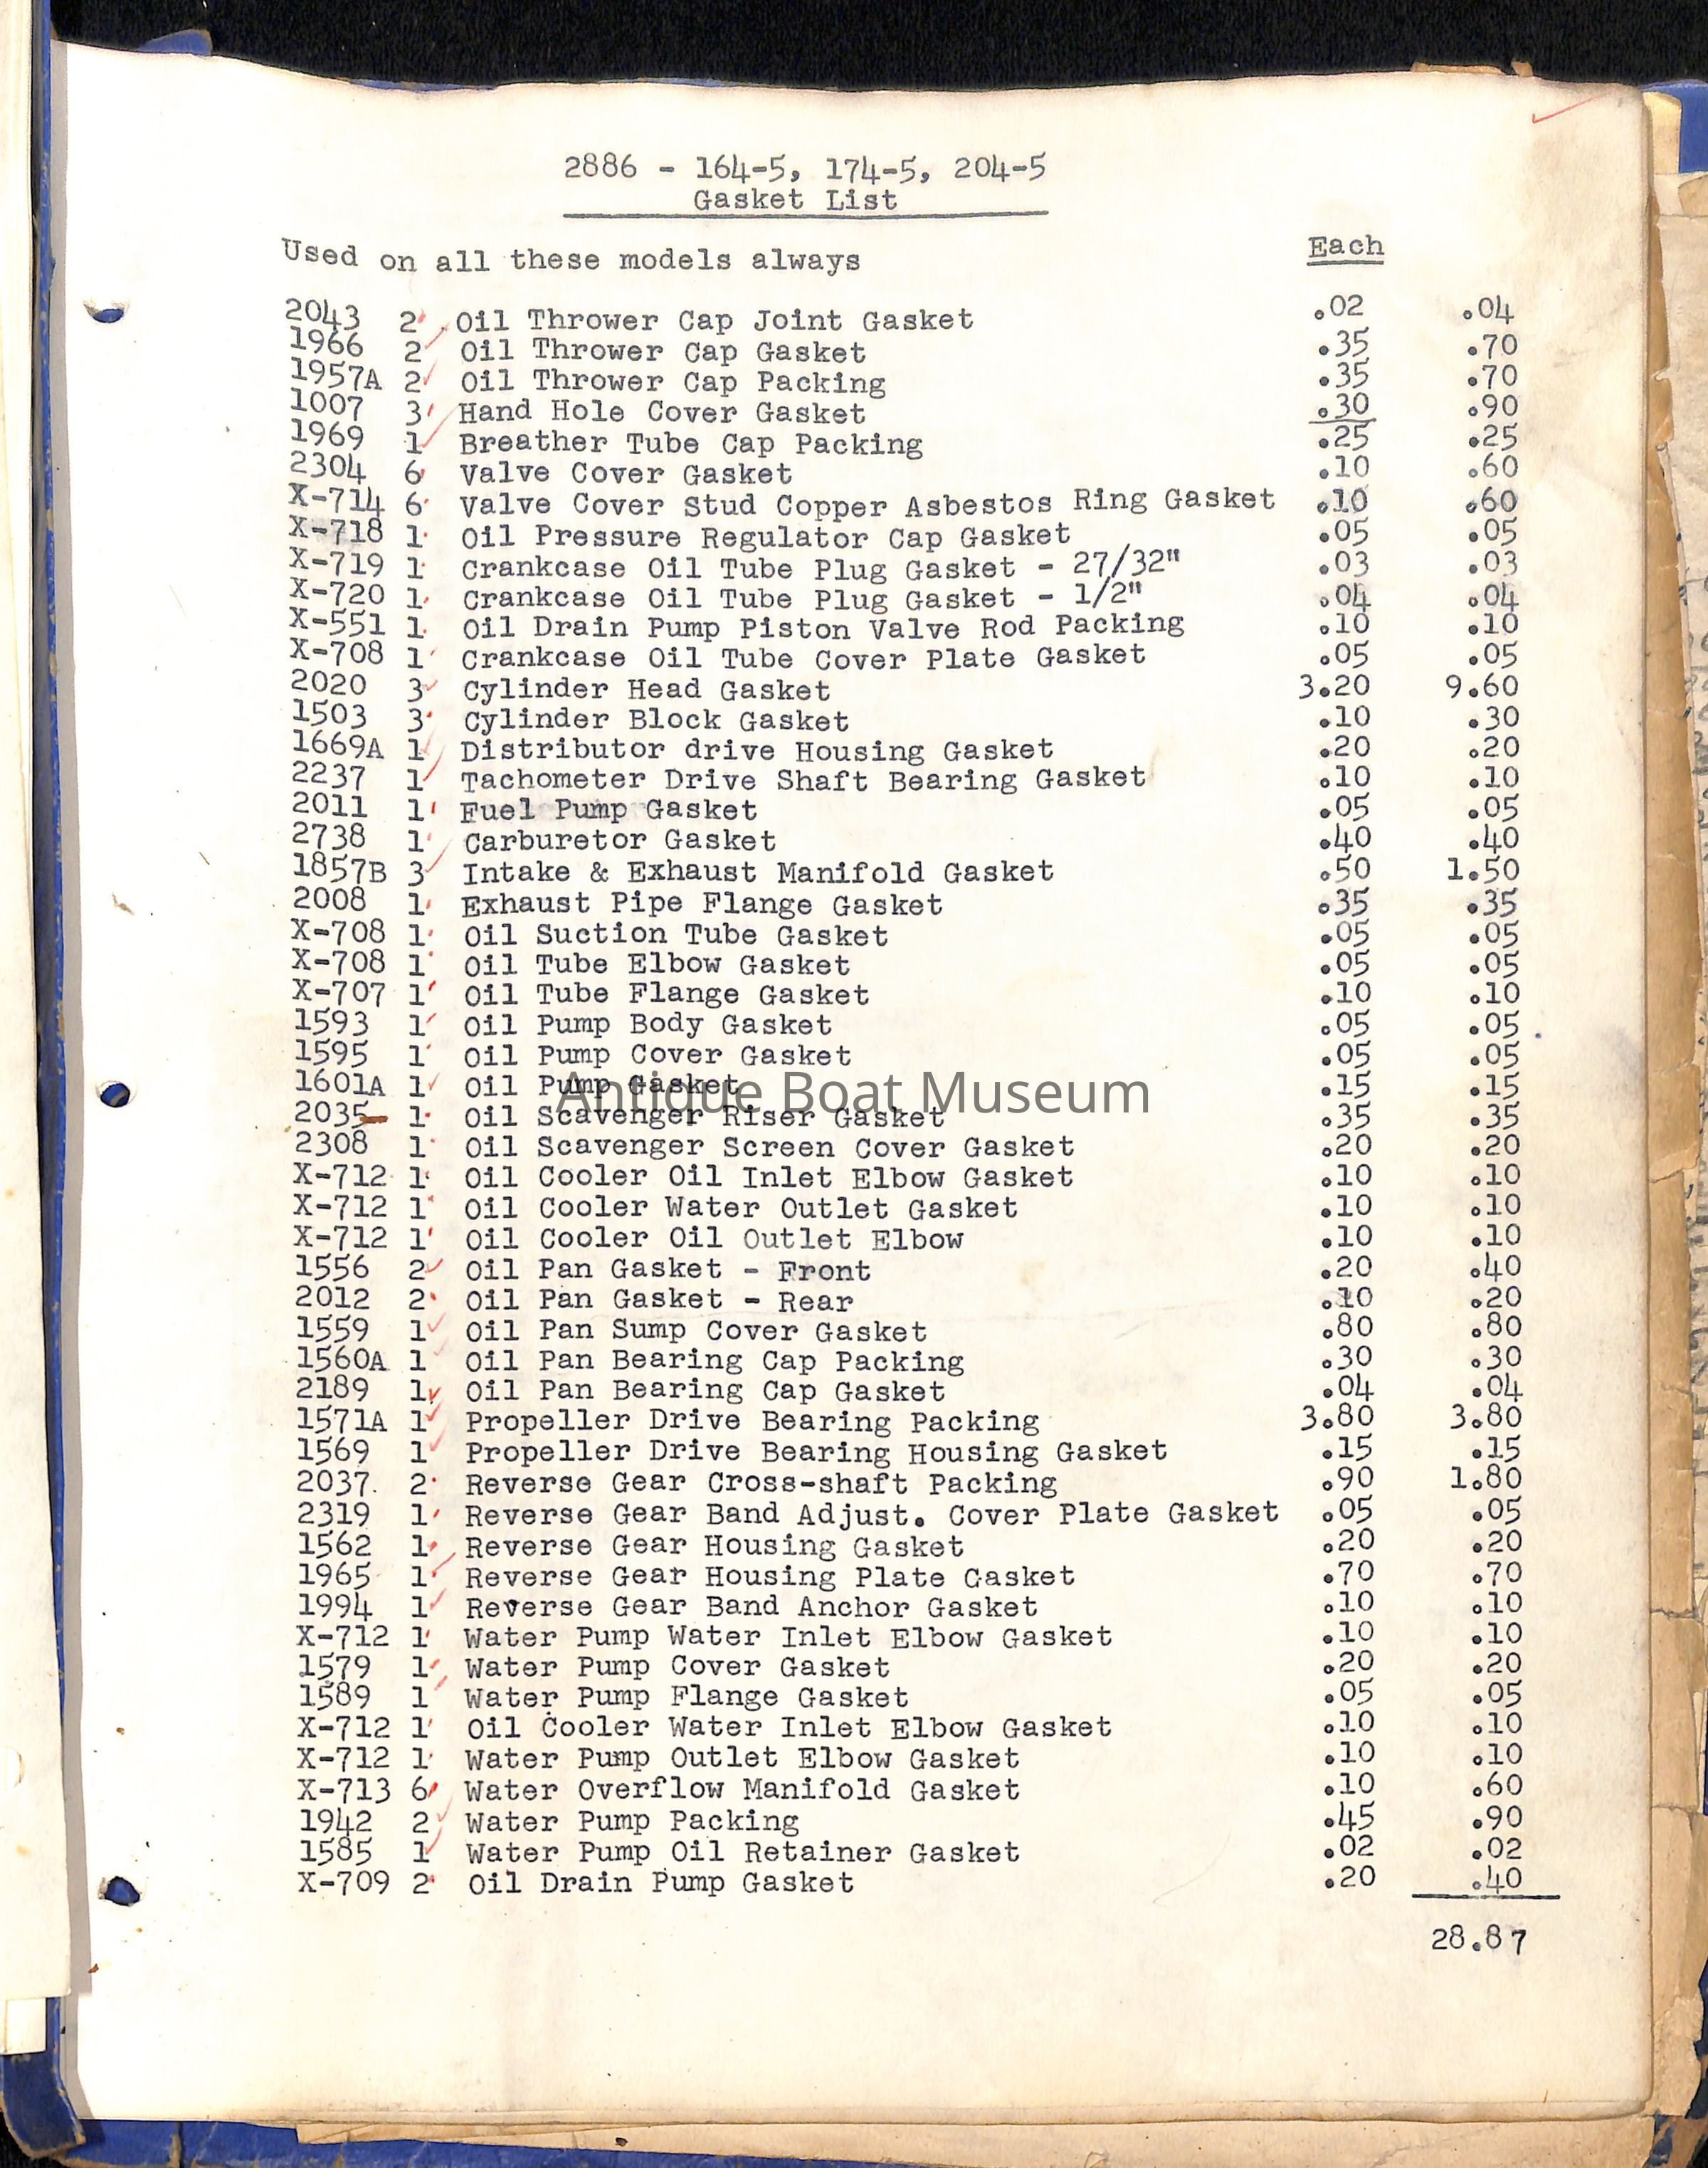 2886 - 164-5, 174-5, 204-5
Gasket List
Used on all these models always Each
2043 2 Oil Thrower Cap Joint Gasket .02 .04
1966 2 Oil Thrower Cap Gasket .35 .70
1957A 2 Oil Thrower Cap Packing .35 .70
1007 3 Hand Hole Cover Gasket .30 .90
1969 1 Breather Tube Cap Packing .25 .25
2304 6 Valve Cover Gasket .10 .60
X-714 6 Valve Cover Stud Copper Asbestos Ring Gasket .10 .60
X-718 1 Oil Pressure Regulator Cap Gasket .05 .05
X-719 1 Crankcase Oil Tube Plug Gasket - 27/32" .03 .03
X-720 1 Crankcase Oil Tube Plug Gasket - 1/2" .04 .04
X-551 1 Oil Drain Pump Piston Valve Rod Packing .10 .10
X-708 1 Crankcase Oil Tube Cover Plate Gasket .05 .05
2020 3 Cylinder Head Gasket 3.20 9.60
1503 3 Cylinder Block Gasket .10 .30
1669A 1 Distributor drive Housing Gasket .20 .20
2237 1 Tachometer Drive Shaft Bearing Gasket .10 .10
2011 1 Fuel Pump Gasket .05 .05
2738 1 Carburetor Gasket .40 .40
1857B 3 Intake & Exhaust Manifold Gasket .50 1.50
2008 1 Exhaust Pipe Flange Gasket .35 .35
X-708 1 Oil Suction Tube Gasket .05 .05
X-708 1 Oil Tube Elbow Gasket .05 .05
X-707 1 Oil Tube Flange Gasket .10 .10
1593 1 Oil Pump Body Gasket .05 .05
1595 1 Oil Pump Cover Gasket .05 .05
1601A 1 Oil Pump Gasket .15 .15
Antique Boat Museum
2035 1 Oil Scavenger Riser Gasket .35 .35
2308 1 Oil Scavenger Screen Cover Gasket .20 .20
X-712 1 Oil Cooler Oil Inlet Elbow Gasket .10 .10
X-712 1 Oil Cooler Water Outlet Gasket .10 .10
X-712 1 Oil Cooler Oil Outlet Elbow .10 .10
1556 2 Oil Pan Gasket - Front .20 .40
2012 2 Oil Pan Gasket - Rear .10 .20
1559 1 Oil Pan Sump Cover Gasket .80 .80
1560A 1 Oil Pan Bearing Cap Packing .30 .30
2189 1 Oil Pan Bearing Cap Gasket .04 .04
1571A 1 Propeller Drive Bearing Packing 3.80 3.80
1569 1 Propeller Drive Bearing Housing Gasket .15 .15
2037 2 Reverse Gear Cross-shaft Packing .90 1.80
2319 1 Reverse Gear Band Adjust. Cover Plate Gasket .05 .05
1562 1 Reverse Gear Housing Gasket .20 .20
1965 1 Reverse Gear Housing Plate Gasket .70 .70
1994 1 Reverse Gear Band Anchor Gasket .10 .10
X-712 1 Water Pump Water Inlet Elbow Gasket .10 .10
1579 1 Water Pump Cover Gasket .20 .20
1589 1 Water Pump Flange Gasket .05 .05
X-712 1 Oil Cooler Water Inlet Elbow Gasket .10 .10
X-712 1 Water Pump Outlet Elbow Gasket .10 .10
X-713 6 Water Overflow Manifold Gasket .10 .60
1942 2 Water Pump Packing .45 .90
1585 1 Water Pump Oil Retainer Gasket .02 .02
X-709 2 Oil Drain Pump Gasket .20 .40
28.87